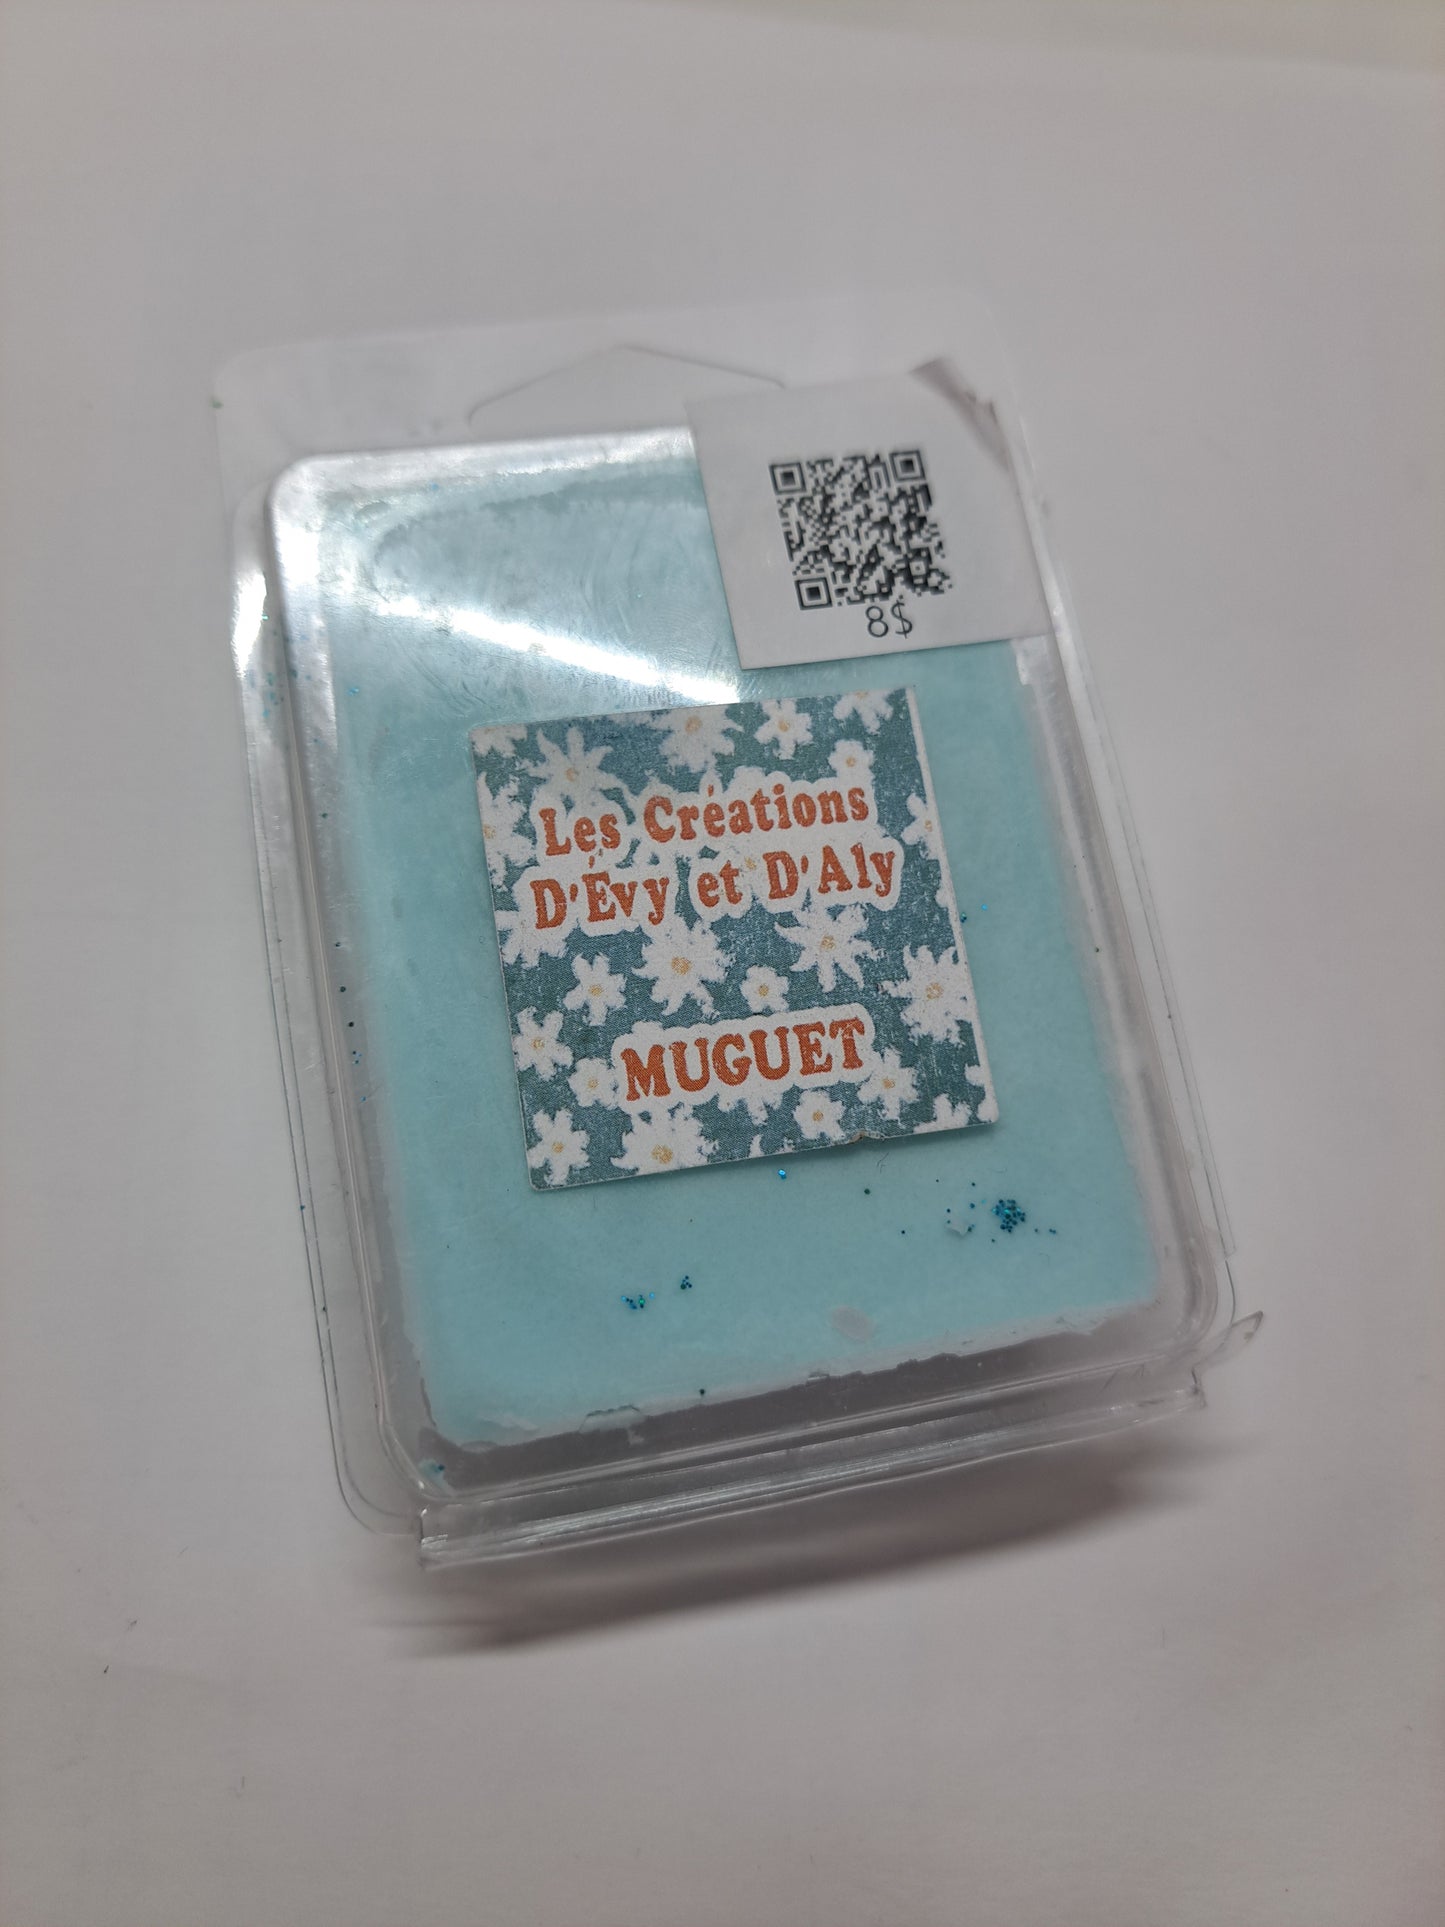 8$
Les Créations
D'Évy et D'Aly
MUGUET